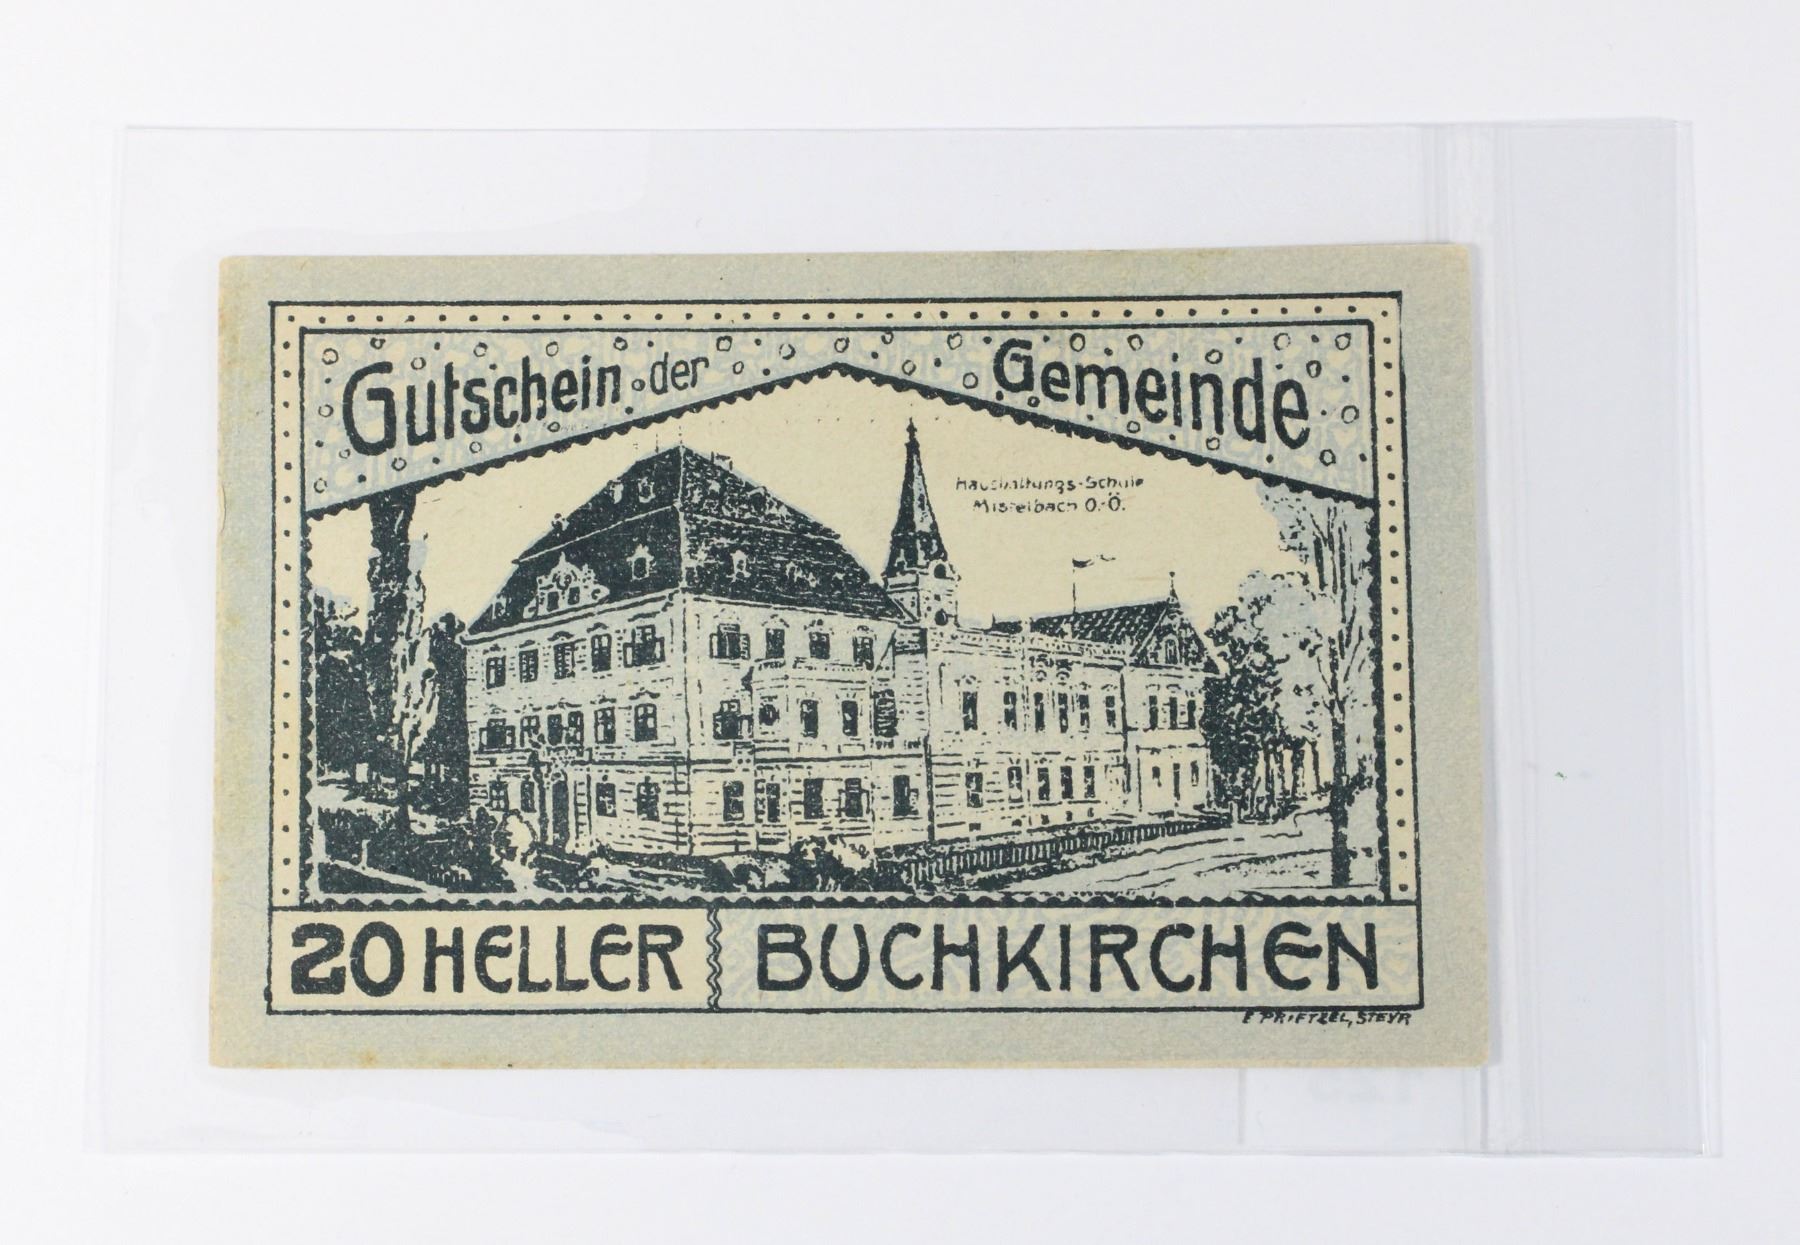 Gutschein der Gemeinde
Haushaltungs-Schule
Mistelbach O.-Ö.
20 HELLER
BUCHKIRCHEN
E PRIETZEL, STEYR